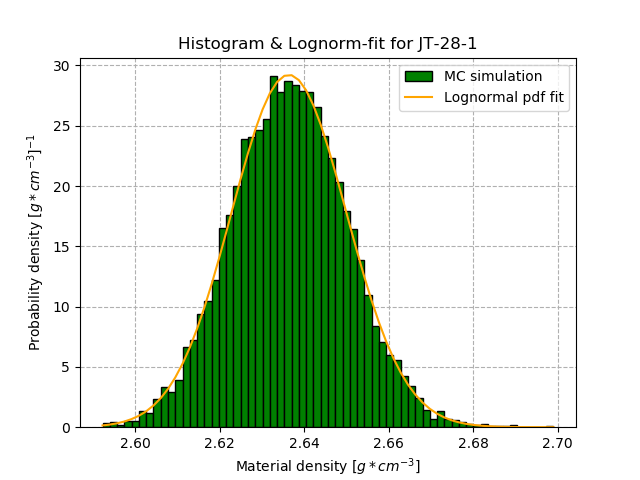 Histogram & Lognorm-fit for JT-28-1
MC simulation
Lognormal pdf fit
30
25
20
15
10
5
0
Probability density [g * cm⁻³]⁻¹
2.60 2.62 2.64 2.66 2.68 2.70
Material density [g * cm⁻³]